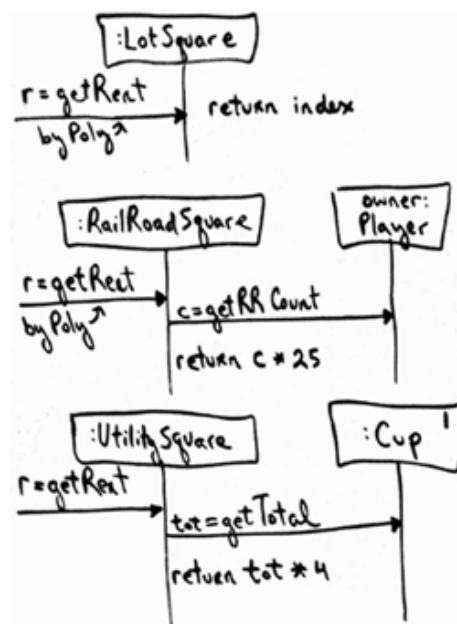 :LotSquare
r = getRent
by Poly
return index
:RailRoadSquare
owner:
Player
r = getRent
by Poly
c = getRR Count
return c * 25
:UtilitySquare
:Cup 1
r = getRent
tot = getTotal
return tot * 4